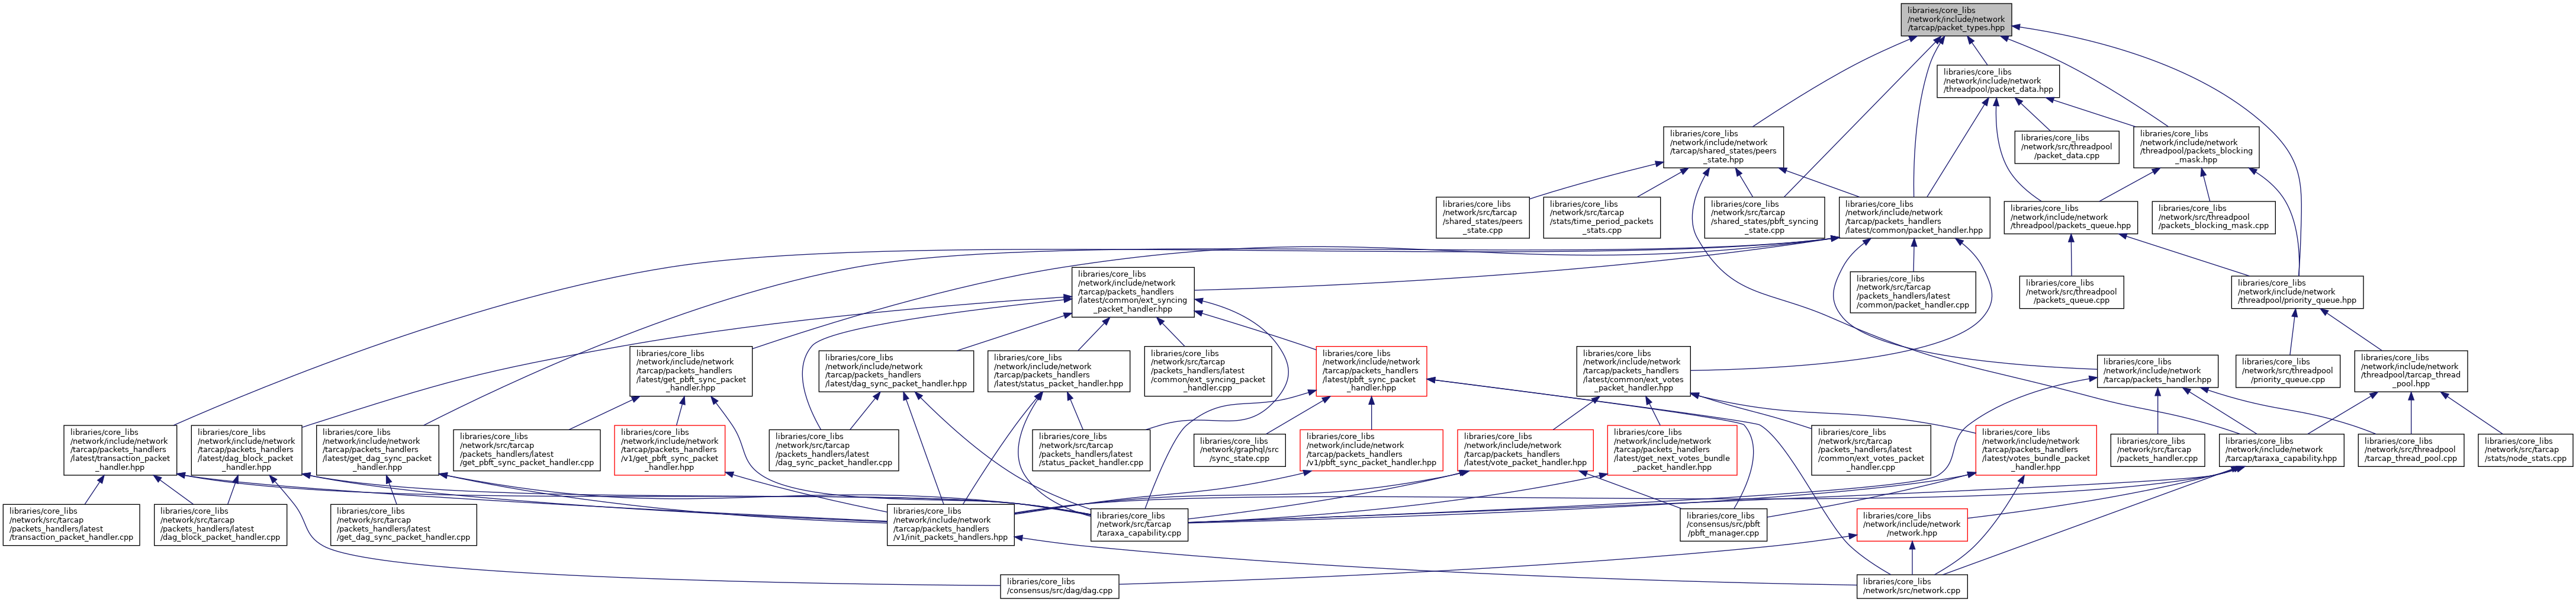 libraries/core_libs
/network/include/network
/tarcap/packet_types.hpp
libraries/core_libs
/network/include/network
/threadpool/packet_data.hpp
libraries/core_libs
/network/include/network
/tarcap/shared_states/peers
_state.hpp
libraries/core_libs
/network/src/threadpool
/packet_data.cpp
libraries/core_libs
/network/include/network
/threadpool/packets_blocking
_mask.hpp
libraries/core_libs
/network/src/tarcap
/shared_states/peers
_state.cpp
libraries/core_libs
/network/src/tarcap
/stats/time_period_packets
_stats.cpp
libraries/core_libs
/network/src/tarcap
/shared_states/pbft_syncing
_state.cpp
libraries/core_libs
/network/include/network
/tarcap/packets_handlers
/latest/common/packet_handler.hpp
libraries/core_libs
/network/include/network
/threadpool/packets_queue.hpp
libraries/core_libs
/network/src/threadpool
/packets_blocking_mask.cpp
libraries/core_libs
/network/include/network
/tarcap/packets_handlers
/latest/common/ext_syncing
_packet_handler.hpp
libraries/core_libs
/network/src/tarcap
/packets_handlers/latest
/common/packet_handler.cpp
libraries/core_libs
/network/src/threadpool
/packets_queue.cpp
libraries/core_libs
/network/include/network
/threadpool/priority_queue.hpp
libraries/core_libs
/network/include/network
/tarcap/packets_handlers
/latest/get_pbft_sync_packet
_handler.hpp
libraries/core_libs
/network/include/network
/tarcap/packets_handlers
/latest/dag_sync_packet_handler.hpp
libraries/core_libs
/network/include/network
/tarcap/packets_handlers
/latest/status_packet_handler.hpp
libraries/core_libs
/network/src/tarcap
/packets_handlers/latest
/common/ext_syncing_packet
_handler.cpp
libraries/core_libs
/network/include/network
/tarcap/packets_handlers
/latest/pbft_sync_packet
_handler.hpp
libraries/core_libs
/network/include/network
/tarcap/packets_handlers
/latest/common/ext_votes
_packet_handler.hpp
libraries/core_libs
/network/include/network
/tarcap/packets_handler.hpp
libraries/core_libs
/network/src/threadpool
/priority_queue.cpp
libraries/core_libs
/network/include/network
/threadpool/tarcap_thread
_pool.hpp
libraries/core_libs
/network/include/network
/tarcap/packets_handlers
/latest/transaction_packet
_handler.hpp
libraries/core_libs
/network/include/network
/tarcap/packets_handlers
/latest/dag_block_packet
_handler.hpp
libraries/core_libs
/network/include/network
/tarcap/packets_handlers
/latest/get_dag_sync_packet
_handler.hpp
libraries/core_libs
/network/src/tarcap
/packets_handlers/latest
/get_pbft_sync_packet_handler.cpp
libraries/core_libs
/network/include/network
/tarcap/packets_handlers
/v1/get_pbft_sync_packet
_handler.hpp
libraries/core_libs
/network/src/tarcap
/packets_handlers/latest
/dag_sync_packet_handler.cpp
libraries/core_libs
/network/src/tarcap
/packets_handlers/latest
/status_packet_handler.cpp
libraries/core_libs
/network/graphql/src
/sync_state.cpp
libraries/core_libs
/network/include/network
/tarcap/packets_handlers
/v1/pbft_sync_packet_handler.hpp
libraries/core_libs
/network/include/network
/tarcap/packets_handlers
/latest/vote_packet_handler.hpp
libraries/core_libs
/network/include/network
/tarcap/packets_handlers
/latest/get_next_votes_bundle
_packet_handler.hpp
libraries/core_libs
/network/src/tarcap
/packets_handlers/latest
/common/ext_votes_packet
_handler.cpp
libraries/core_libs
/network/include/network
/tarcap/packets_handlers
/latest/votes_bundle_packet
_handler.hpp
libraries/core_libs
/network/src/tarcap
/packets_handler.cpp
libraries/core_libs
/network/include/network
/tarcap/taraxa_capability.hpp
libraries/core_libs
/network/src/threadpool
/tarcap_thread_pool.cpp
libraries/core_libs
/network/src/tarcap
/stats/node_stats.cpp
libraries/core_libs
/network/src/tarcap
/packets_handlers/latest
/transaction_packet_handler.cpp
libraries/core_libs
/network/src/tarcap
/packets_handlers/latest
/dag_block_packet_handler.cpp
libraries/core_libs
/network/src/tarcap
/packets_handlers/latest
/get_dag_sync_packet_handler.cpp
libraries/core_libs
/network/include/network
/tarcap/packets_handlers
/v1/init_packets_handlers.hpp
libraries/core_libs
/network/src/tarcap
/taraxa_capability.cpp
libraries/core_libs
/consensus/src/pbft
/pbft_manager.cpp
libraries/core_libs
/network/include/network
/network.hpp
libraries/core_libs
/consensus/src/dag/dag.cpp
libraries/core_libs
/network/src/network.cpp